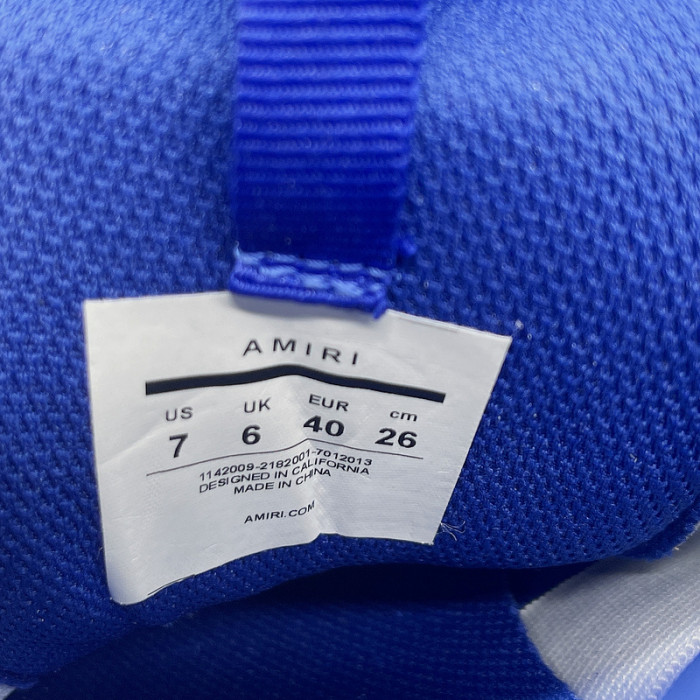 AMIRI
US UK EUR cm
7 6 40 26
1142009-2182001-7012013
DESIGNED IN CALIFORNIA
MADE IN CHINA
AMIRI.COM